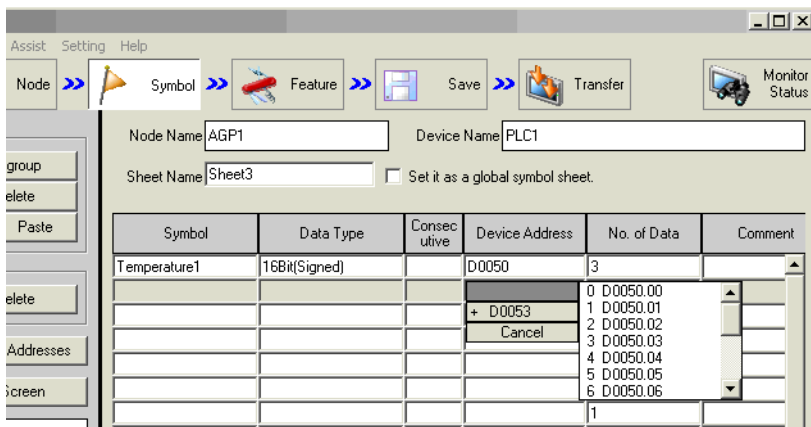 Assist Setting Help
Node Symbol Feature Save Transfer Monitor Status
Node Name AGP1 Device Name PLC1
group
Sheet Name Sheet3 Set it as a global symbol sheet.
elete
Paste
Symbol Data Type Consecutive Device Address No. of Data Comment
Temperature1 16Bit(Signed) D0050 3
elete
0 D0050.00
+ D0053 1 D0050.01
Cancel 2 D0050.02
Addresses 3 D0050.03
4 D0050.04
Screen 5 D0050.05
6 D0050.06
1